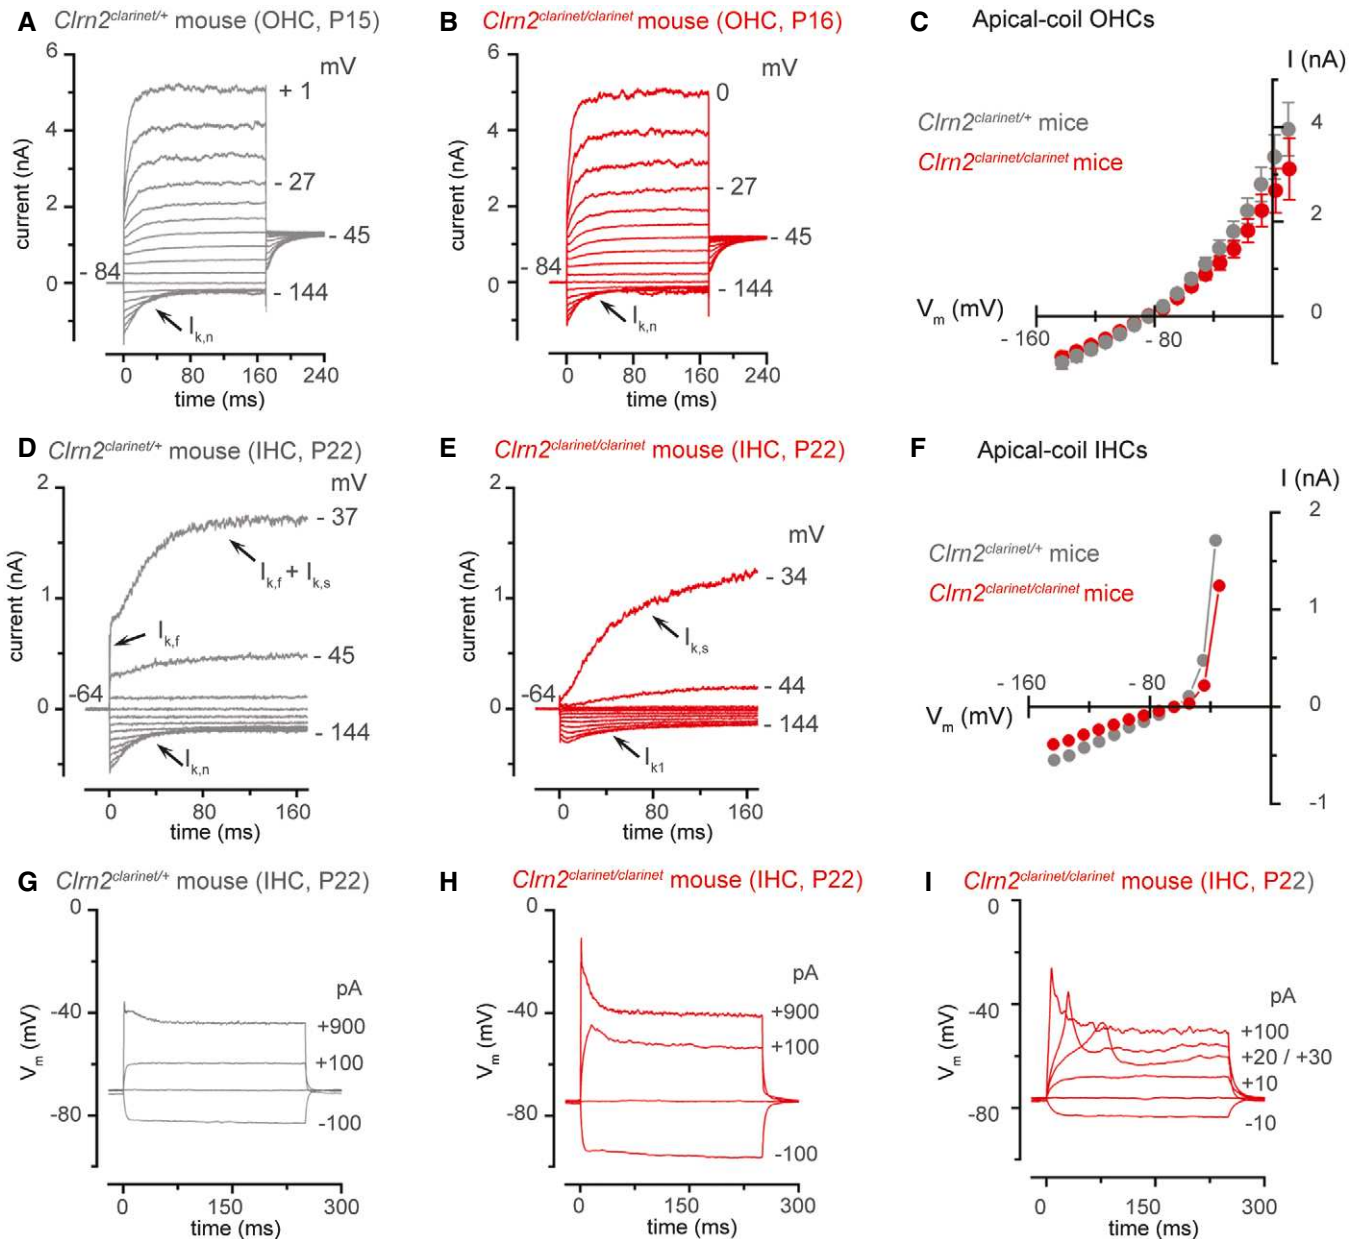 A Clrn2clarinet/+ mouse (OHC, P15)
6
4
2
0
current (nA)
mV
+ 1
- 27
- 45
- 84
- 144
Ik,n
0 80 160 240
time (ms)
B Clrn2clarinet/clarinet mouse (OHC, P16)
6
4
2
0
current (nA)
mV
0
- 27
- 45
- 84
- 144
Ik,n
0 80 160 240
time (ms)
C Apical-coil OHCs
I (nA)
Clrn2clarinet/+ mice
Clrn2clarinet/clarinet mice
4
2
0
Vm (mV)
- 160 - 80
D Clrn2clarinet/+ mouse (IHC, P22)
2
1
0
current (nA)
mV
- 37
Ik,f + Ik,s
Ik,f
- 45
-64
- 144
Ik,n
0 80 160
time (ms)
E Clrn2clarinet/clarinet mouse (IHC, P22)
2
1
0
current (nA)
mV
- 34
Ik,s
- 44
-64
- 144
Ik1
0 80 160
time (ms)
F Apical-coil IHCs
I (nA)
2
Clrn2clarinet/+ mice
Clrn2clarinet/clarinet mice
1
- 160 80
Vm (mV)
0
-1
G Clrn2clarinet/+ mouse (IHC, P22)
0
-40
-80
Vm (mV)
pA
+900
+100
-100
0 150 300
time (ms)
H Clrn2clarinet/clarinet mouse (IHC, P22)
0
-40
-80
Vm (mV)
pA
+900
+100
-100
0 150 300
time (ms)
I Clrn2clarinet/clarinet mouse (IHC, P22)
0
-40
-80
Vm (mV)
pA
+100
+20 / +30
+10
-10
0 150 300
time (ms)